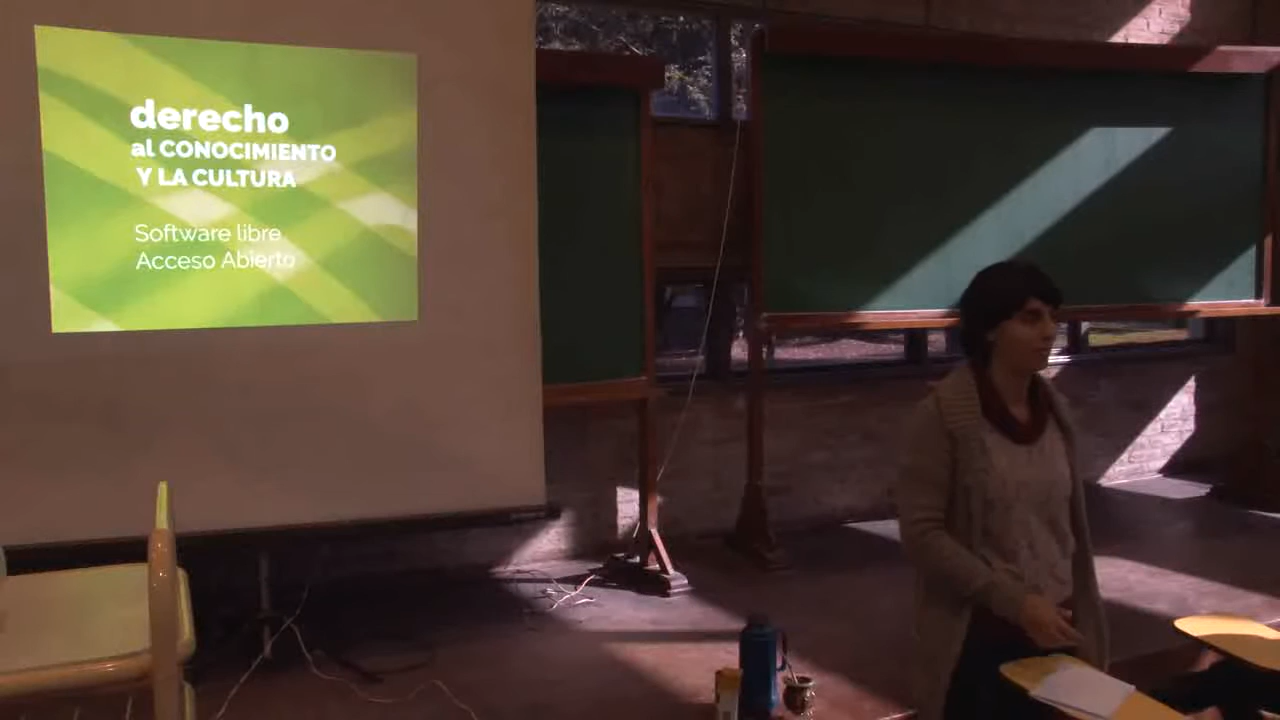 derecho
al CONOCIMIENTO
Y LA CULTURA
Software libre
Acceso Abierto